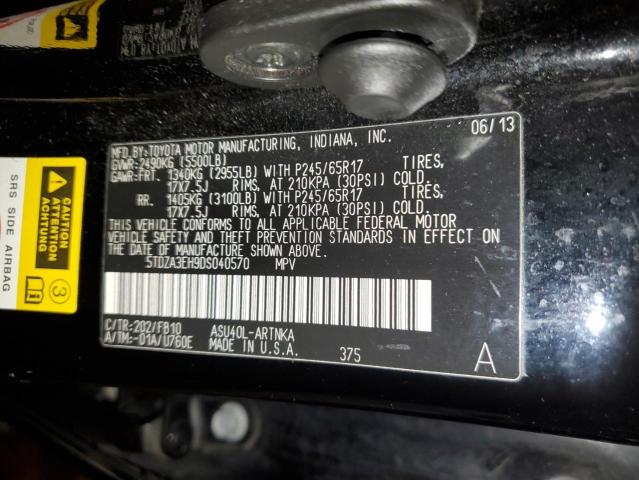 MFD.BY:TOYOTA MOTOR MANUFACTURING, INDIANA, INC. 06/13
GVWR:2490KG (5500LB)
GAWR:FRT. 1340KG (2955LB) WITH P245/65R17 TIRES,
17X7.5J RIMS, AT 210KPA (30PSI) COLD.
RR. 1405KG (3100LB) WITH P245/65R17 TIRES,
17X7.5J RIMS, AT 210KPA (30PSI) COLD.
THIS VEHICLE CONFORMS TO ALL APPLICABLE FEDERAL MOTOR
VEHICLE SAFETY AND THEFT PREVENTION STANDARDS IN EFFECT ON
THE DATE OF MANUFACTURE SHOWN ABOVE.
5TDZA3EH9DS040570 MPV
C/TR:202/FB10 ASU40L-ARTNKA
A/TM:-01A/U760E MADE IN U.S.A. 375 A
SRS SIDE AIRBAG
CAUTION
ATTENTION
ACHTUNG
3